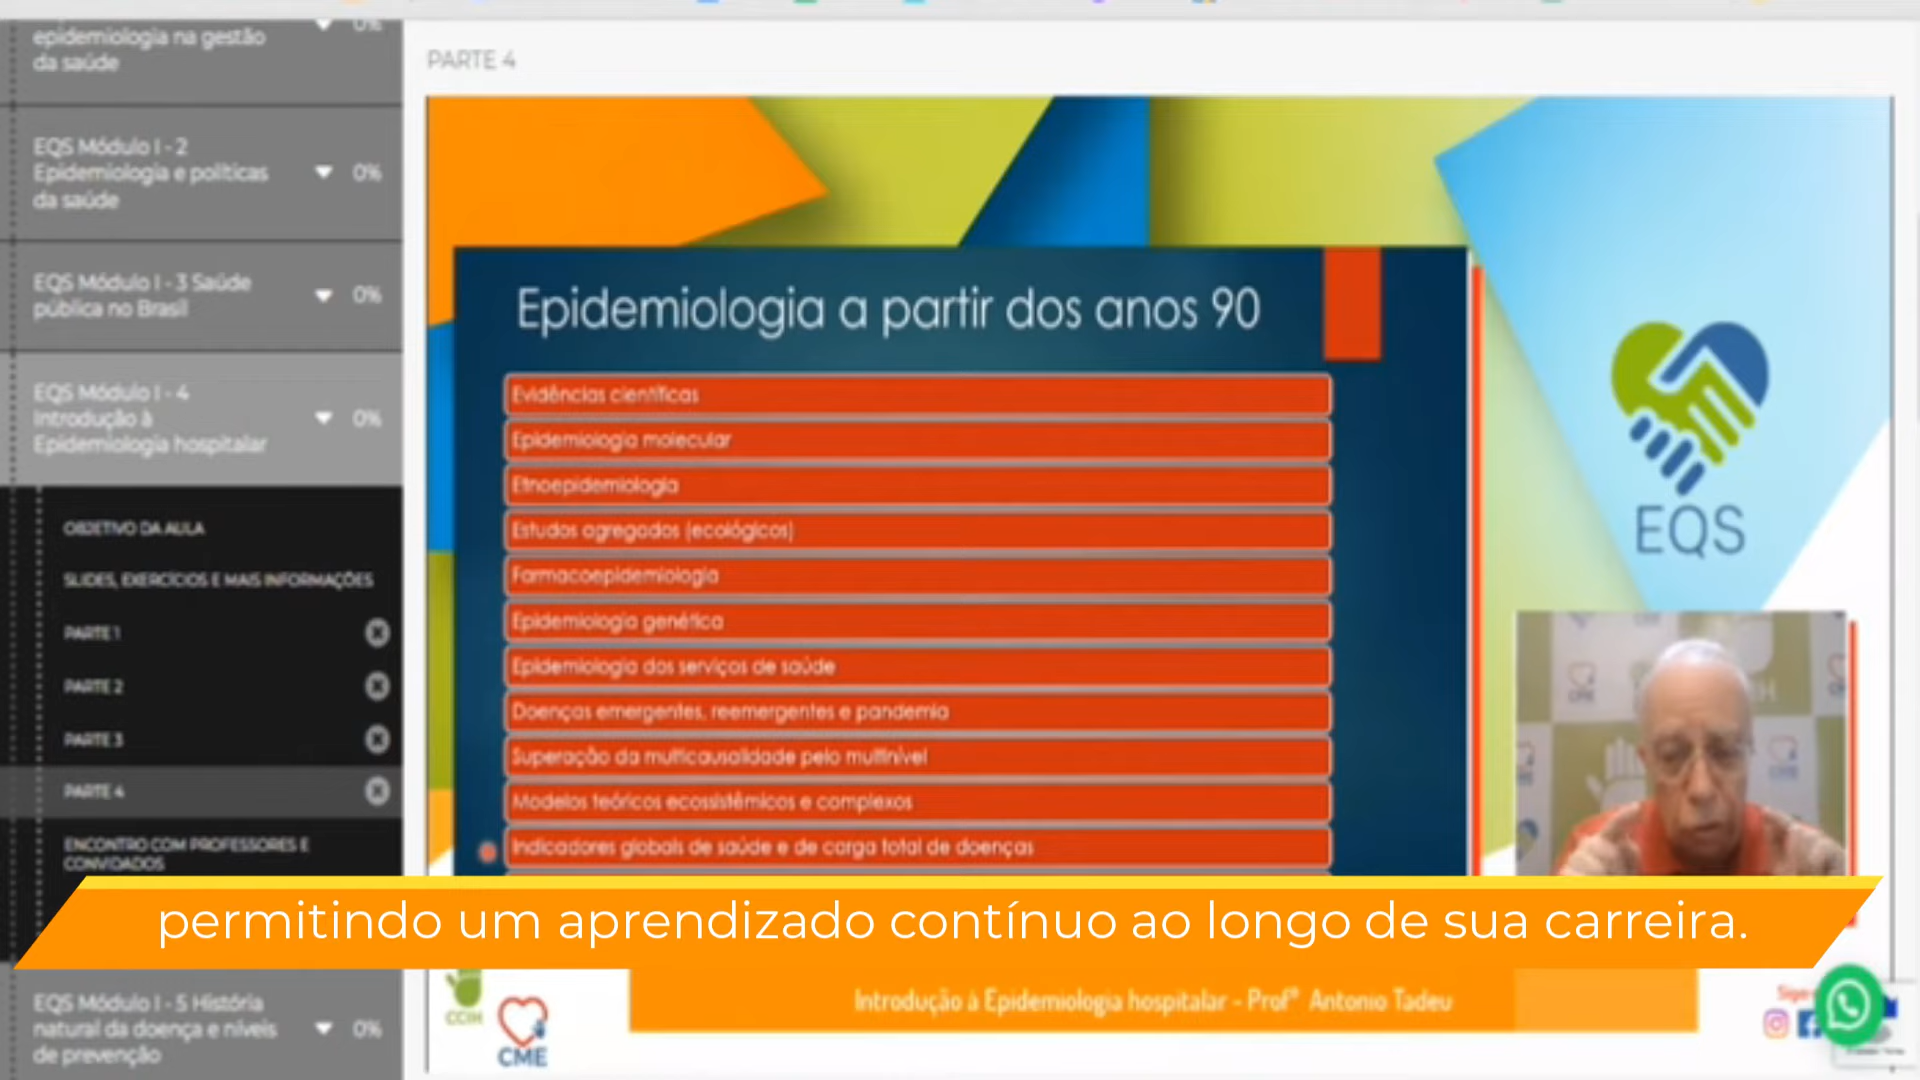 epidemiologia na gestão
da saúde
0%
EQS Módulo I - 2
Epidemiologia e políticas
da saúde
0%
EQS Módulo I - 3 Saúde
pública no Brasil
0%
EQS Módulo I - 4
Introdução à
Epidemiologia hospitalar
0%
OBJETIVO DA AULA
SLIDES, EXERCÍCIOS E MAIS INFORMAÇÕES
PARTE 1
PARTE 2
PARTE 3
PARTE 4
ENCONTRO COM PROFESSORES E
CONVIDADOS
EQS Módulo I - 5 História
natural da doença e níveis
de prevenção
0%
PARTE 4
Epidemiologia a partir dos anos 90
Evidências científicas
Epidemiologia molecular
Etnoepidemiologia
Estudos agregados (ecológicos)
Farmacoepidemiologia
Epidemiologia genética
Epidemiologia dos serviços de saúde
Doenças emergentes, reemergentes e pandemia
Superação da multicausalidade pelo multinível
Modelos teóricos ecossistêmicos e complexos
Indicadores globais de saúde e de carga total de doenças
EQS
permitindo um aprendizado contínuo ao longo de sua carreira.
CCIH
CME
Introdução à Epidemiologia hospitalar - Profº Antonio Tadeu